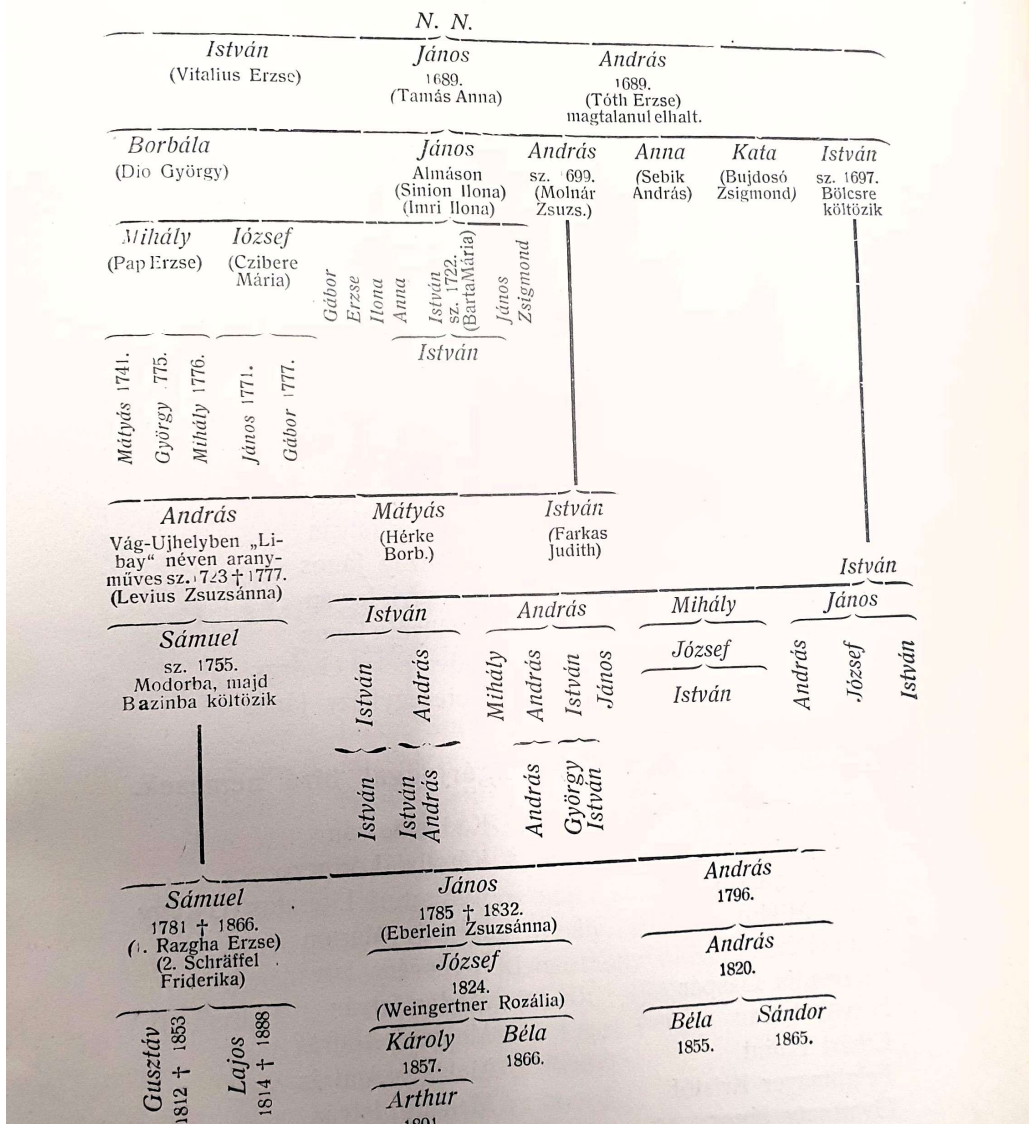 N. N.
István
(Vitalius Erzse)
János
1689.
(Tamás Anna)
András
1689.
(Tóth Erzse)
magtalanul elhalt.
Borbála
(Dio György)
János
Almáson
(Sinion Ilona)
(Imri Ilona)
András
sz. 699.
(Molnár
Zsuzs.)
Anna
(Sebik
András)
Kata
(Bujdosó
Zsigmond)
István
sz. 1697.
Bölcsre
költözik
Mihály
(Pap Erzse)
József
(Czibere
Mária)
Gábor
Erzse
Ilona
Anna
István
sz. 1722.
(Barta Mária)
János
Zsigmond
István
Mátyás 1741.
György 775.
Mihály 1776.
János 1771.
Gábor 1777.
András
Vág-Ujhelyben „Li-
bay“ néven arany-
műves sz. 1723 † 1777.
(Levius Zsuzsánna)
Mátyás
(Hérke
Borb.)
István
(Farkas
Judith)
István
Sámuel
sz. 1755.
Modorba, majd
Bazinba költözik
István
András
Mihály
János
István
András
Mihály
András
István
János
József
István
András
József
István
István
István
András
András
György
István
Sámuel
1781 † 1866.
(1. Razgha Erzse)
(2. Schräffel
Friderika)
János
1785 † 1832.
(Eberlein Zsuzsánna)
András
1796.
József
1824.
(Weingertner Rozália)
András
1820.
Gusztáv
1812 † 1853
Lajos
1814 † 1888
Károly
1857.
Béla
1866.
Béla
1855.
Sándor
1865.
Arthur